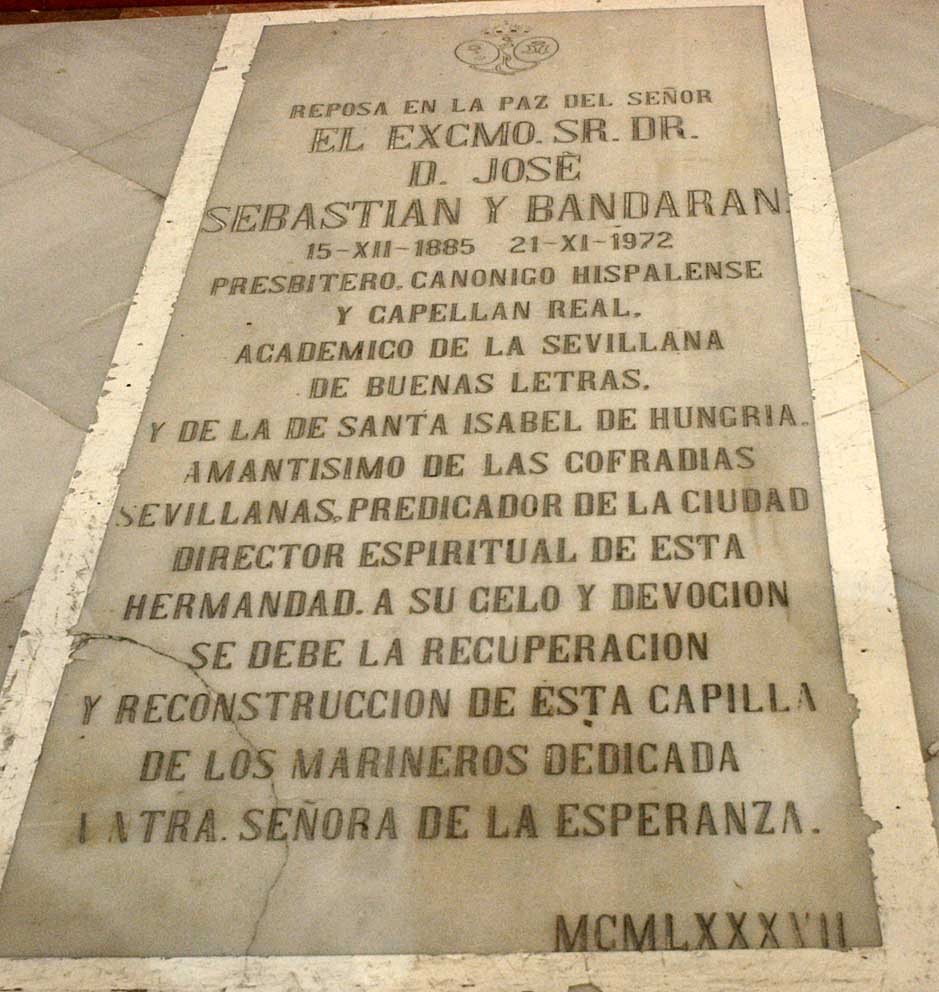 REPOSA EN LA PAZ DEL SEÑOR
EL EXCMO. SR. DR.
D. JOSÈ
SEBASTIAN Y BANDARAN.
15-XII-1885 21-XI-1972
PRESBITERO. CANONIGO HISPALENSE
Y CAPELLAN REAL.
ACADEMICO DE LA SEVILLANA
DE BUENAS LETRAS.
Y DE LA DE SANTA ISABEL DE HUNGRIA.
AMANTISIMO DE LAS COFRADIAS
SEVILLANAS. PREDICADOR DE LA CIUDAD
DIRECTOR ESPIRITUAL DE ESTA
HERMANDAD. A SU CELO Y DEVOCION
SE DEBE LA RECUPERACION
Y RECONSTRUCCION DE ESTA CAPILLA
DE LOS MARINEROS DEDICADA
A NTRA. SEÑORA DE LA ESPERANZA.
MCMLXXXVII